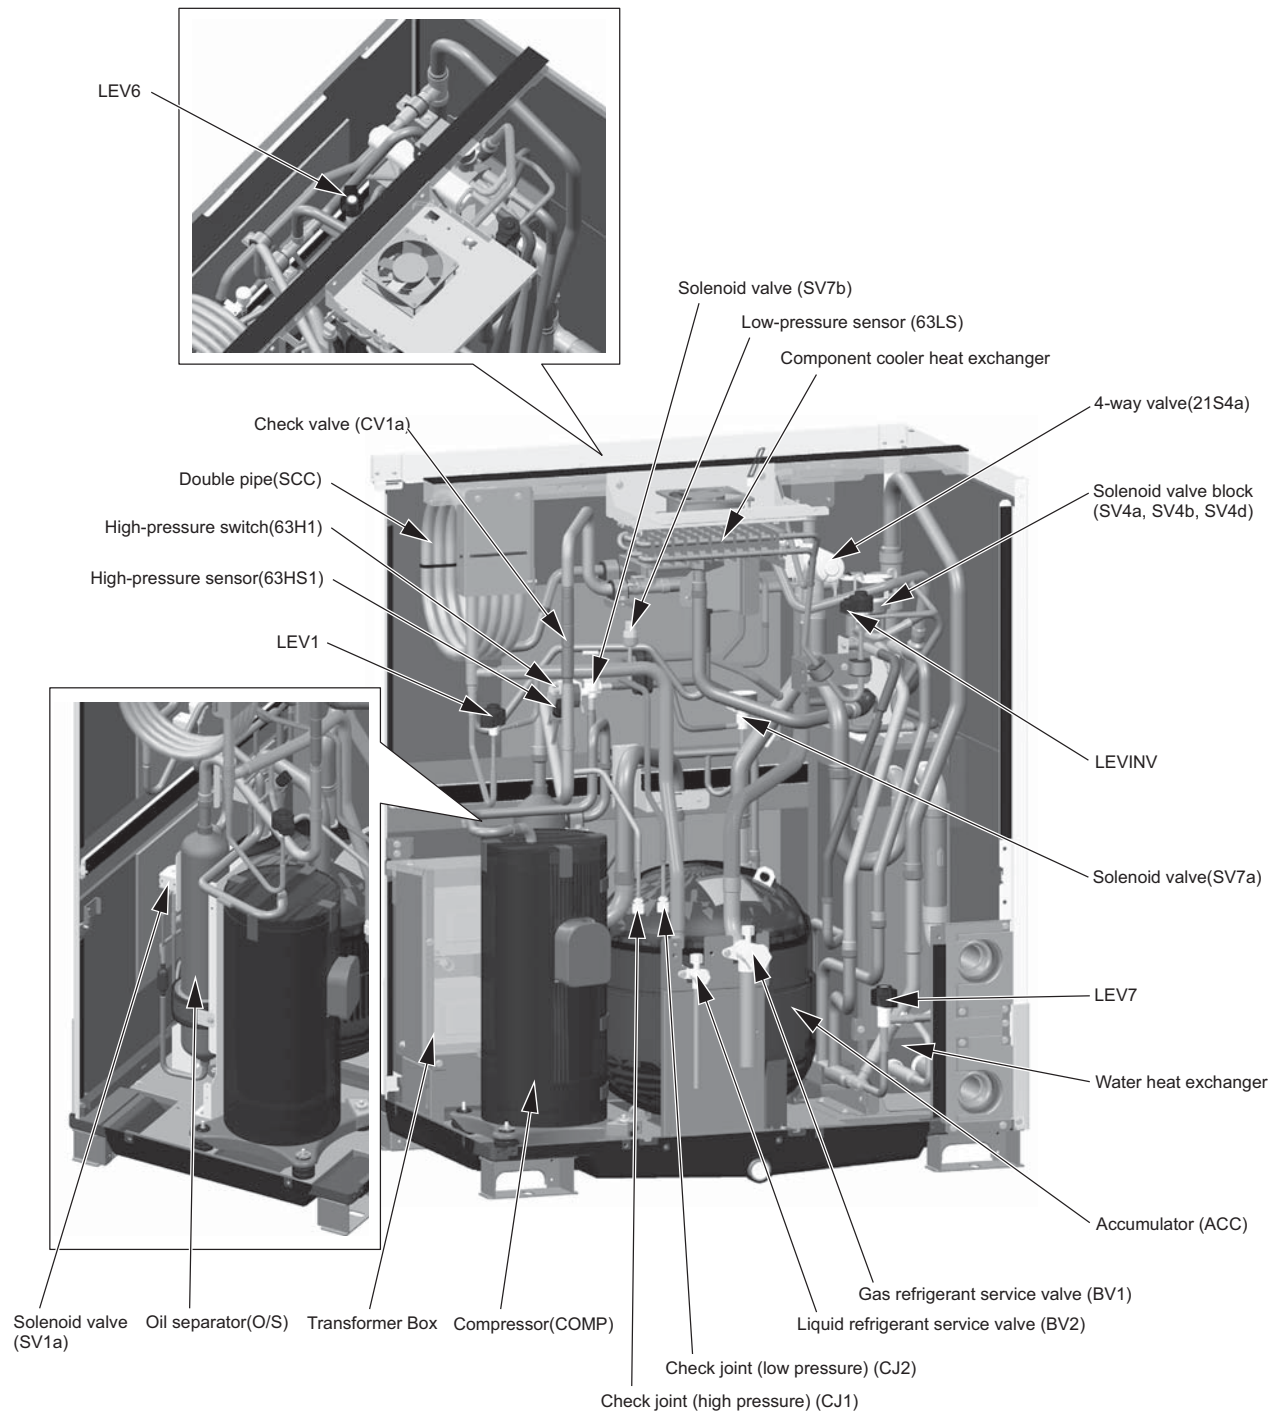 LEV6
Solenoid valve (SV7b)
Low-pressure sensor (63LS)
Component cooler heat exchanger
4-way valve(21S4a)
Check valve (CV1a)
Double pipe(SCC)
Solenoid valve block
(SV4a, SV4b, SV4d)
High-pressure switch(63H1)
High-pressure sensor(63HS1)
LEV1
LEVINV
Solenoid valve(SV7a)
LEV7
Water heat exchanger
Accumulator (ACC)
Gas refrigerant service valve (BV1)
Solenoid valve
(SV1a)
Oil separator(O/S)
Transformer Box
Compressor(COMP)
Liquid refrigerant service valve (BV2)
Check joint (low pressure) (CJ2)
Check joint (high pressure) (CJ1)